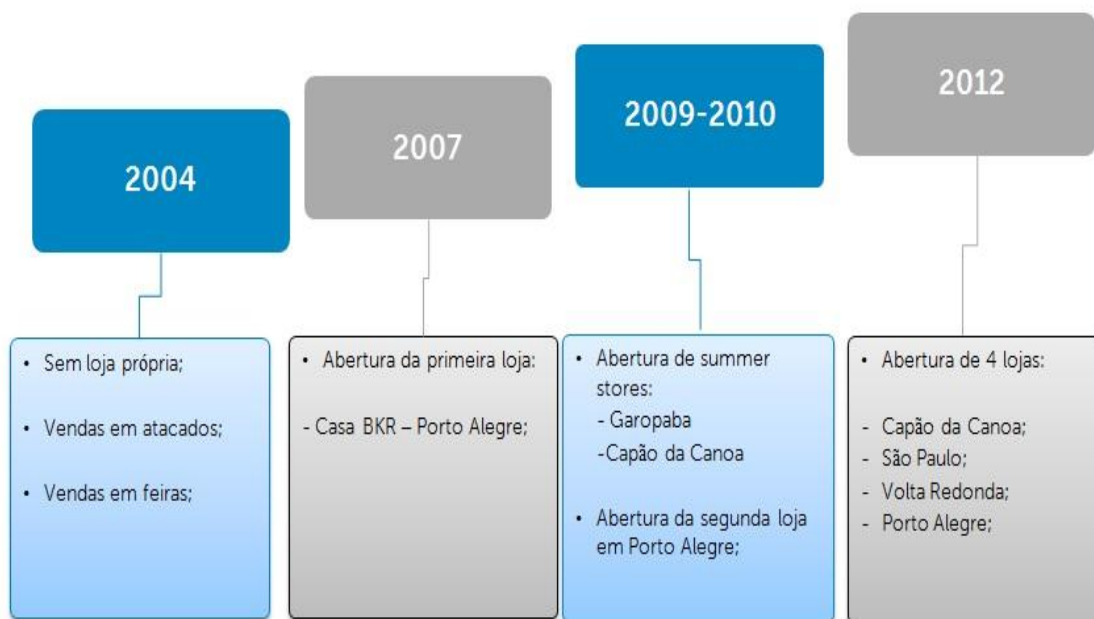 2004
• Sem loja própria;
• Vendas em atacados;
• Vendas em feiras;
2007
• Abertura da primeira loja:
- Casa BKR – Porto Alegre;
2009-2010
• Abertura de summer
stores:
- Garopaba
-Capão da Canoa
• Abertura da segunda loja
em Porto Alegre;
2012
• Abertura de 4 lojas:
- Capão da Canoa;
- São Paulo;
- Volta Redonda;
- Porto Alegre;